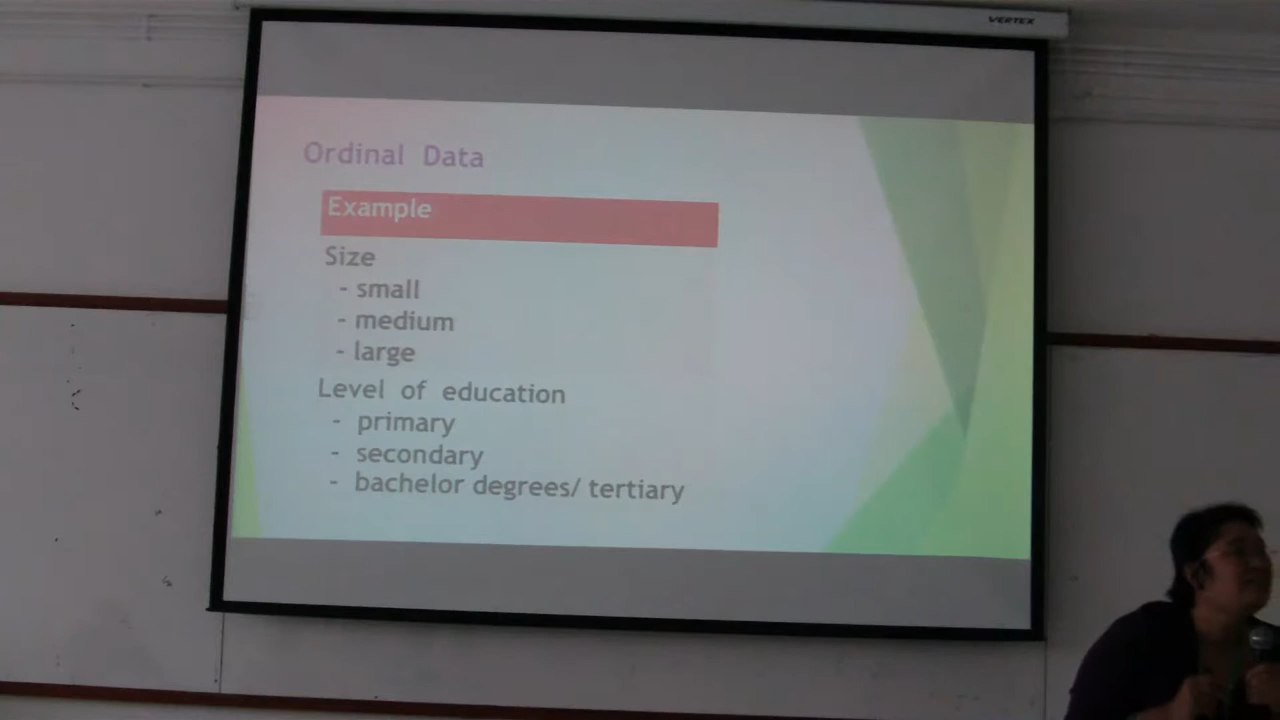 VERTEX
Ordinal Data
Example
Size
- small
- medium
- large
Level of education
- primary
- secondary
- bachelor degrees/ tertiary